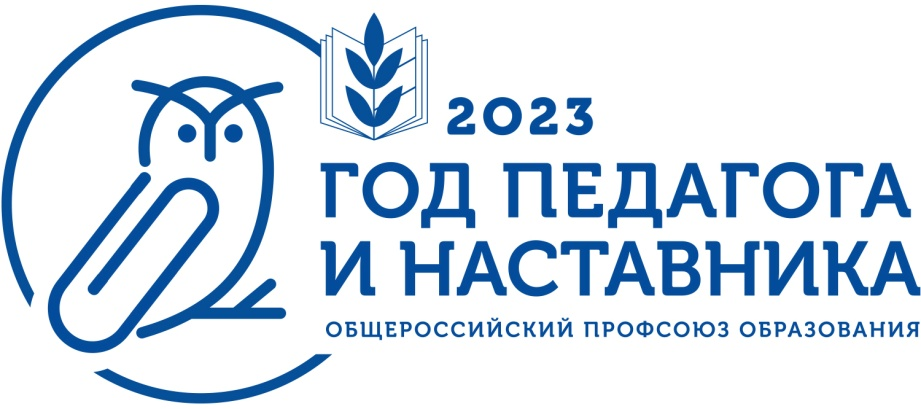 2023
ГОД ПЕДАГОГА
И НАСТАВНИКА
ОБЩЕРОССИЙСКИЙ ПРОФСОЮЗ ОБРАЗОВАНИЯ